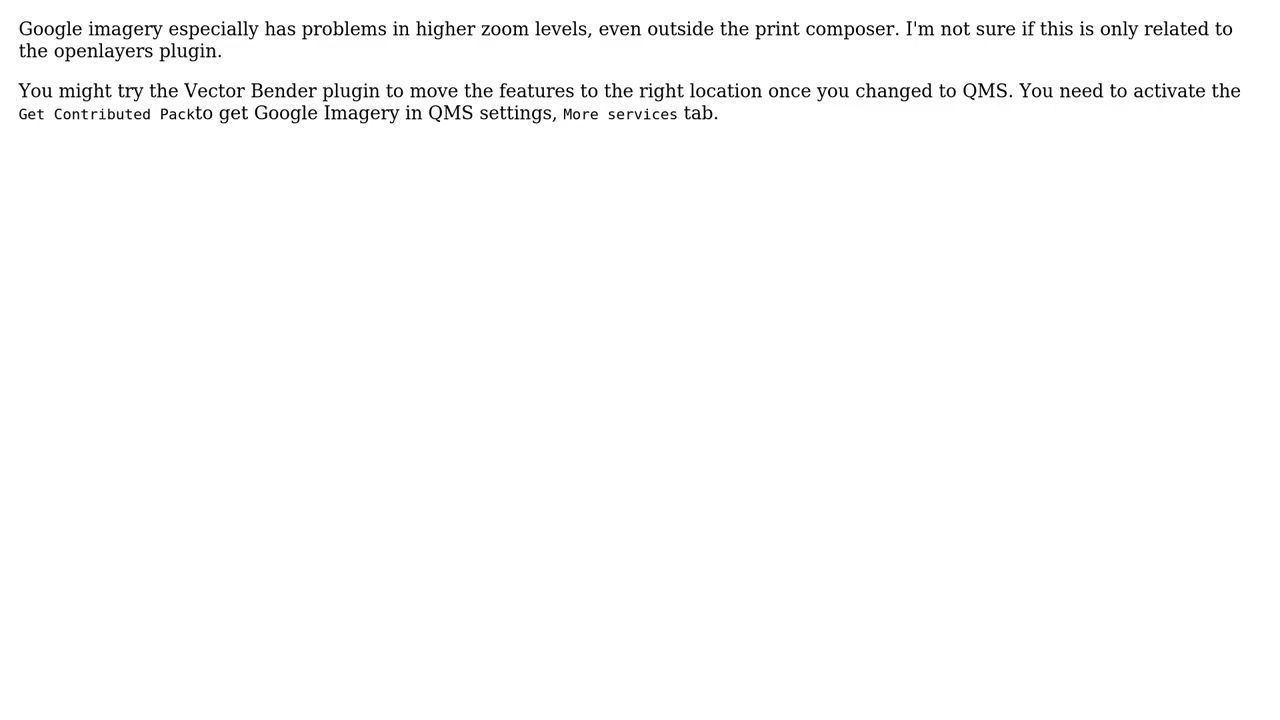 Google imagery especially has problems in higher zoom levels, even outside the print composer. I'm not sure if this is only related to
the openlayers plugin.
You might try the Vector Bender plugin to move the features to the right location once you changed to QMS. You need to activate the
Get Contributed Packto get Google Imagery in QMS settings, More services tab.